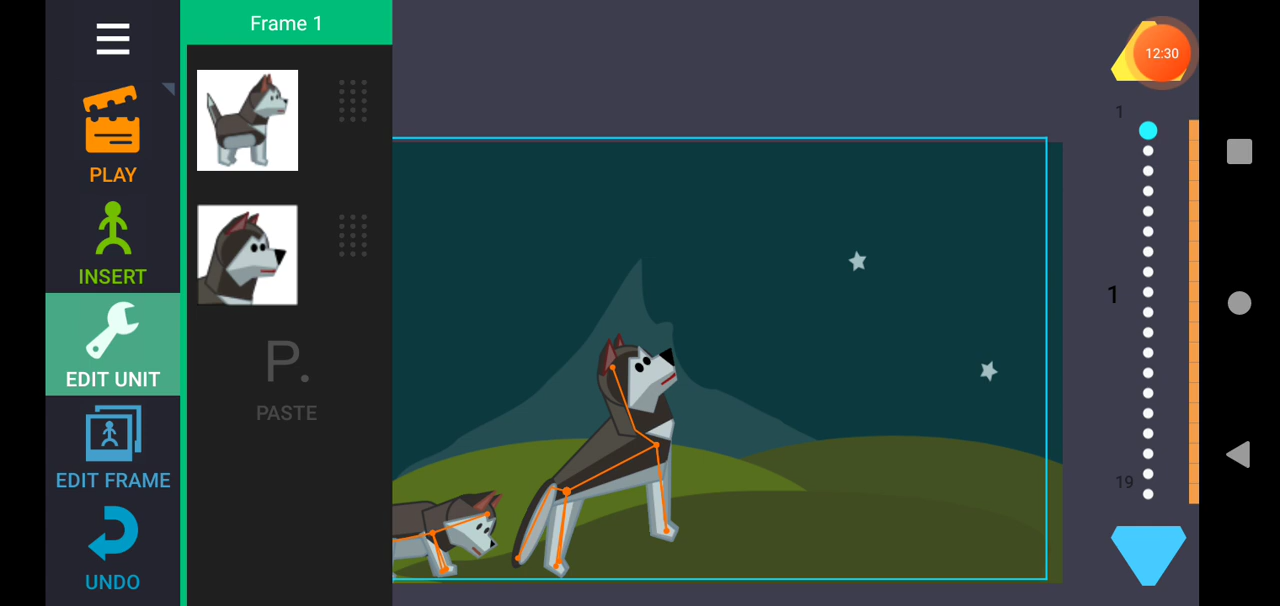 Frame 1
12:30
1
PLAY
INSERT
1
EDIT UNIT
P.
PASTE
EDIT FRAME
19
UNDO